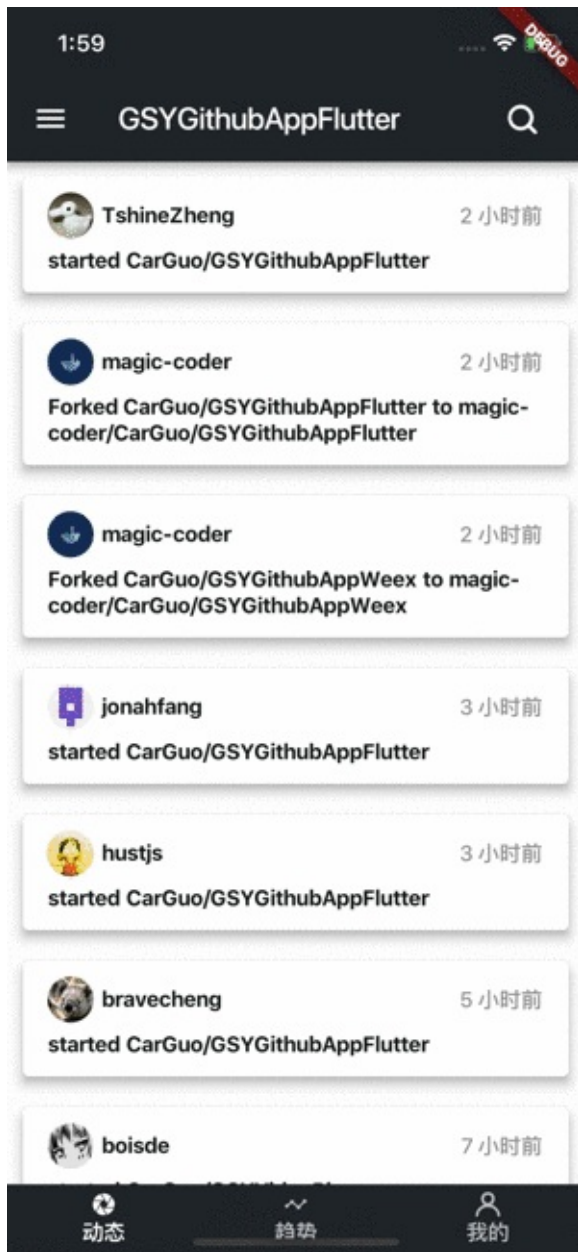 1:59
DEBUG
GSYGithubAppFlutter
TshineZheng
2 小时前
started CarGuo/GSYGithubAppFlutter
magic-coder
2 小时前
Forked CarGuo/GSYGithubAppFlutter to magic-
coder/CarGuo/GSYGithubAppFlutter
magic-coder
2 小时前
Forked CarGuo/GSYGithubAppWeex to magic-
coder/CarGuo/GSYGithubAppWeex
jonahfang
3 小时前
started CarGuo/GSYGithubAppFlutter
hustjs
3 小时前
started CarGuo/GSYGithubAppFlutter
bravecheng
5 小时前
started CarGuo/GSYGithubAppFlutter
boisde
7 小时前
动态
趋势
我的